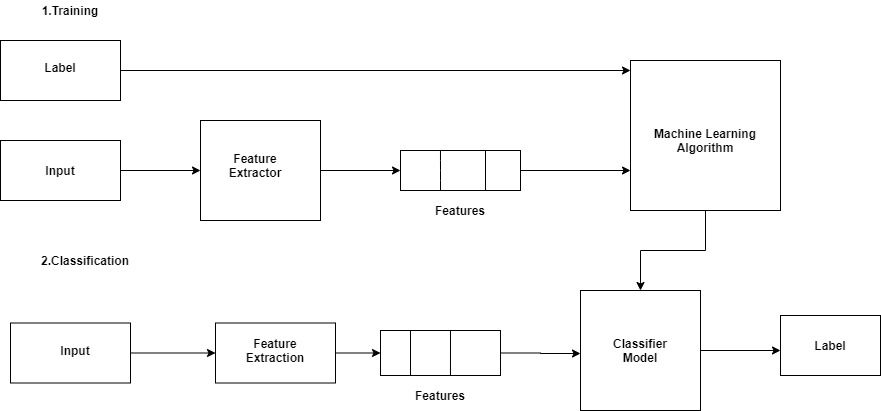 1.Training
Label
Machine Learning
Algorithm
Input
Feature
Extractor
Features
2.Classification
Input
Feature
Extraction
Features
Classifier
Model
Label